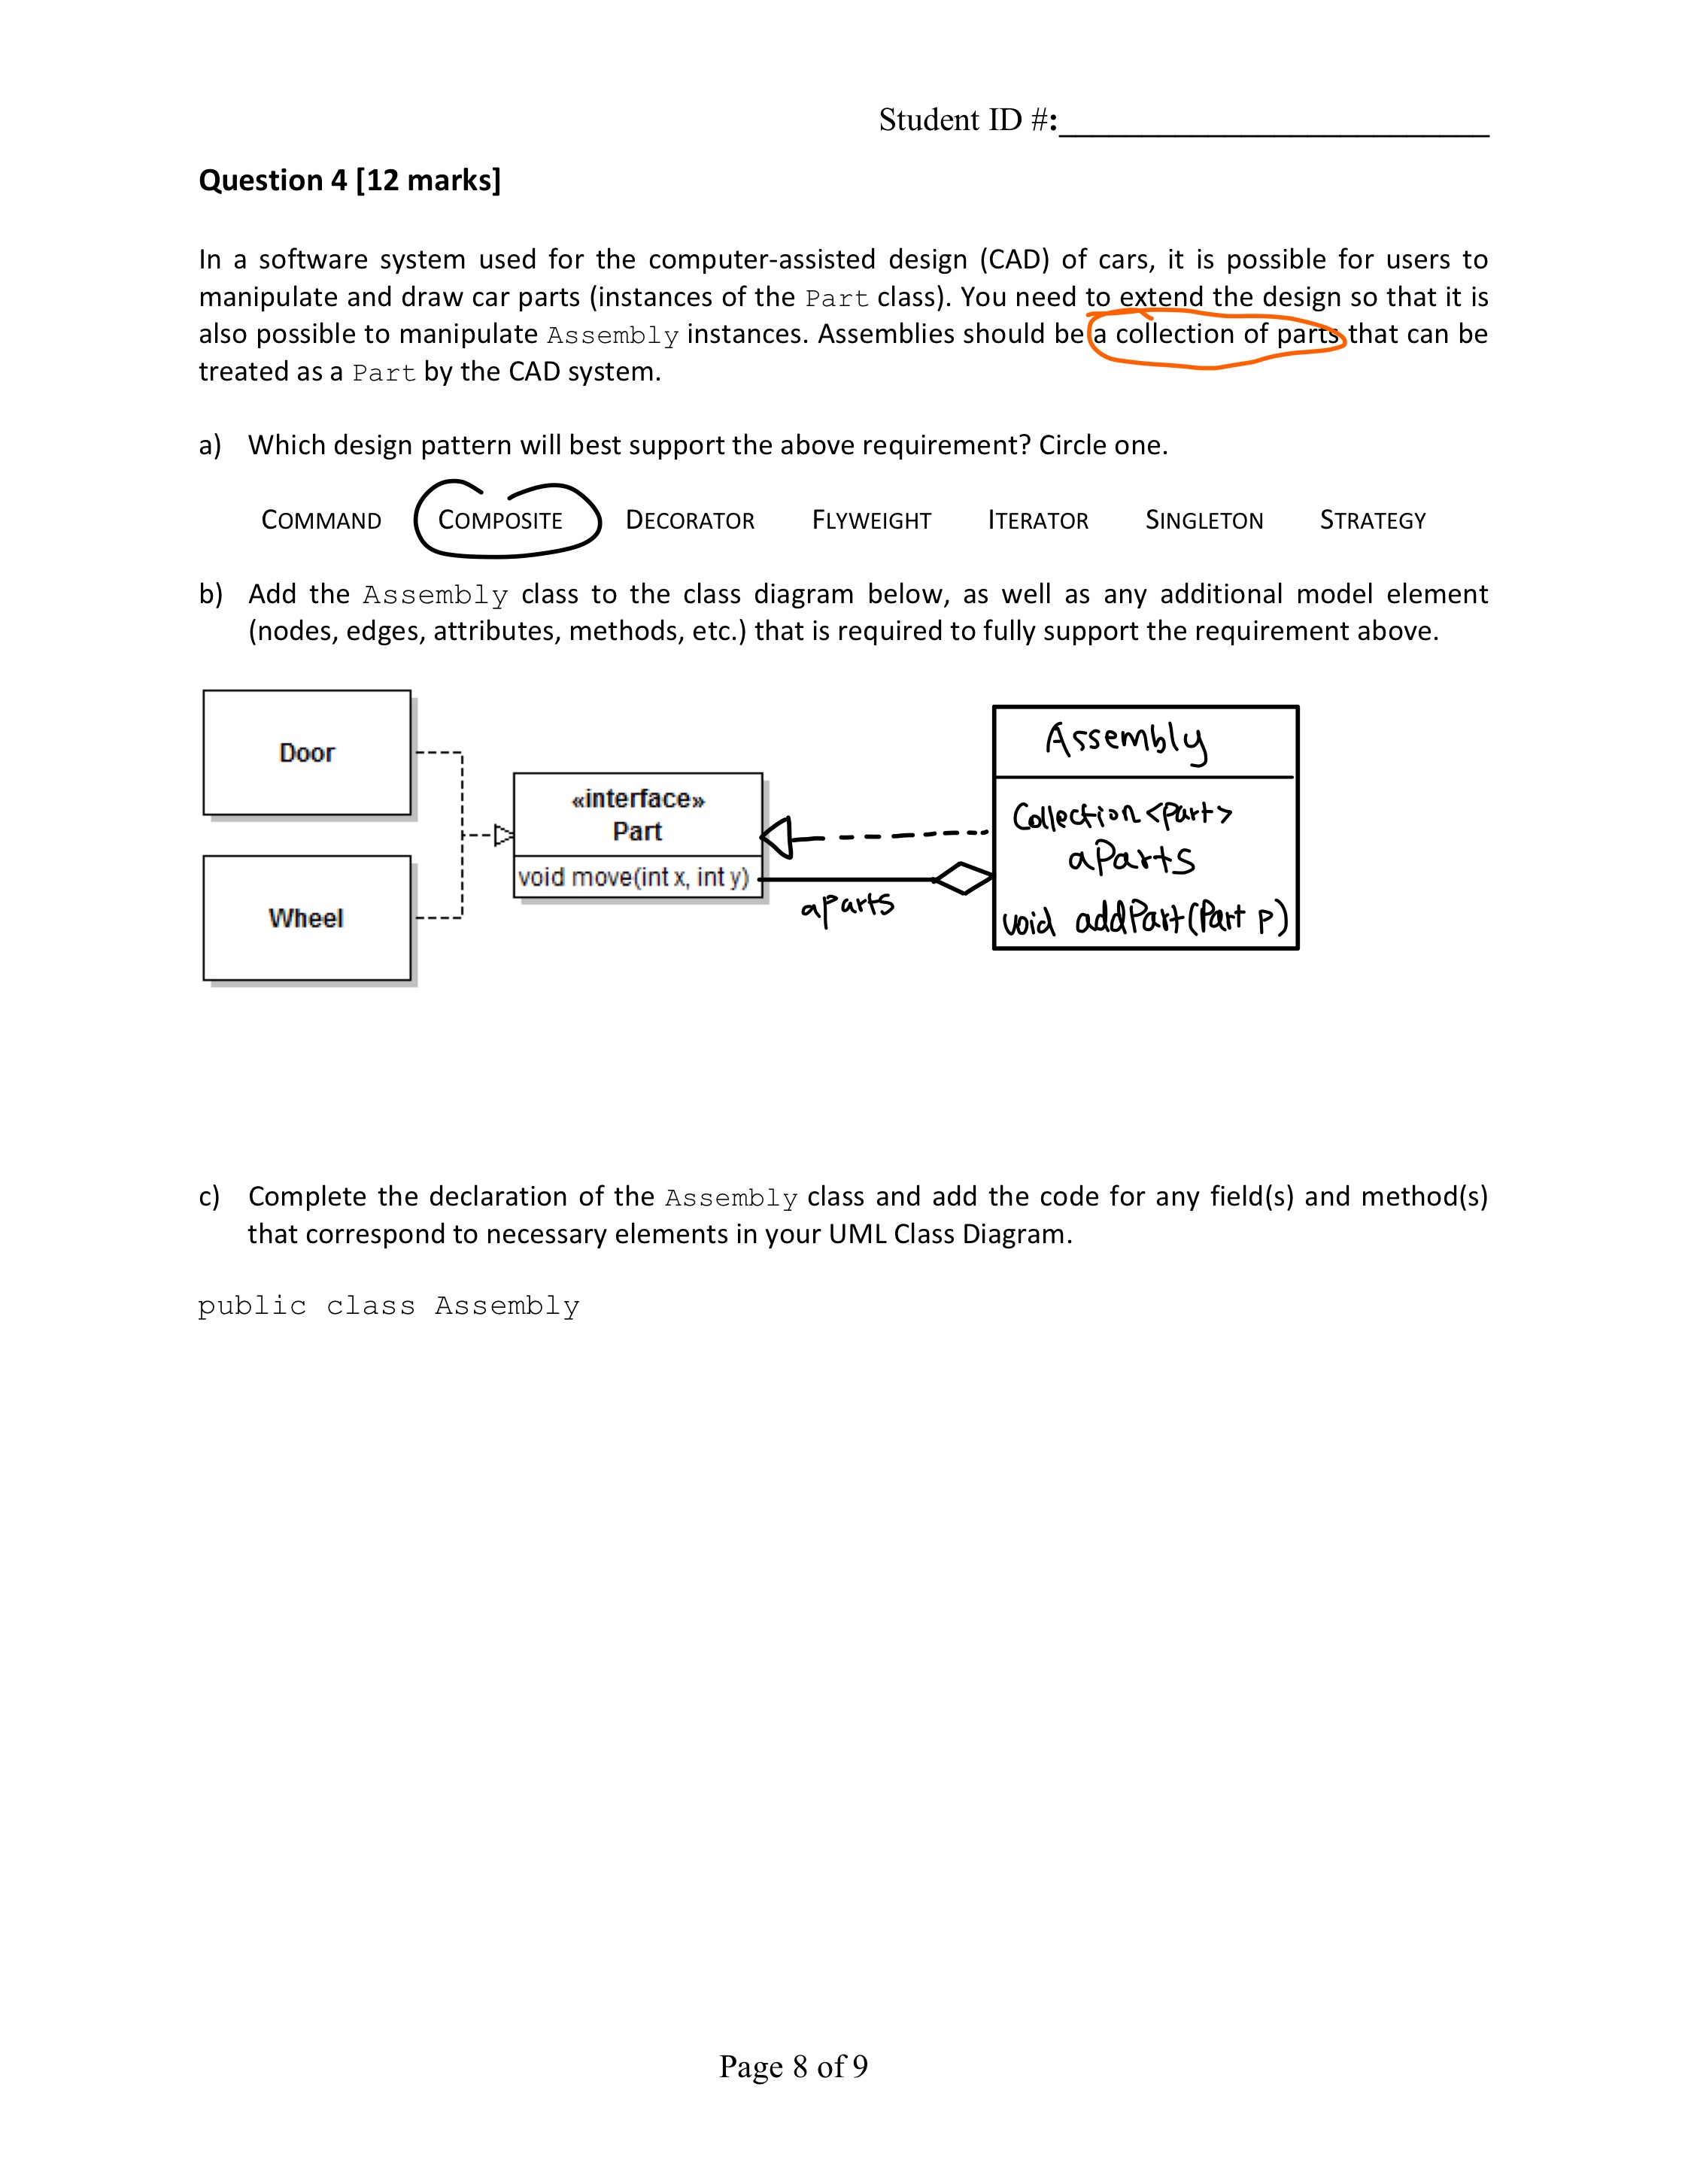 Student ID #:
Question 4 [12 marks]
In a software system used for the computer-assisted design (CAD) of cars, it is possible for users to
manipulate and draw car parts (instances of the Part class). You need to extend the design so that it is
also possible to manipulate Assembly instances. Assemblies should be a collection of parts that can be
treated as a Part by the CAD system.
a) Which design pattern will best support the above requirement? Circle one.
COMMAND COMPOSITE DECORATOR FLYWEIGHT ITERATOR SINGLETON STRATEGY
b) Add the Assembly class to the class diagram below, as well as any additional model element
(nodes, edges, attributes, methods, etc.) that is required to fully support the requirement above.
Door
Wheel
«interface»
Part
void move(int x, int y)
aparts
Assembly
Collection<part>
aParts
void addPart(Part p)
c) Complete the declaration of the Assembly class and add the code for any field(s) and method(s)
that correspond to necessary elements in your UML Class Diagram.
public class Assembly
Page 8 of 9